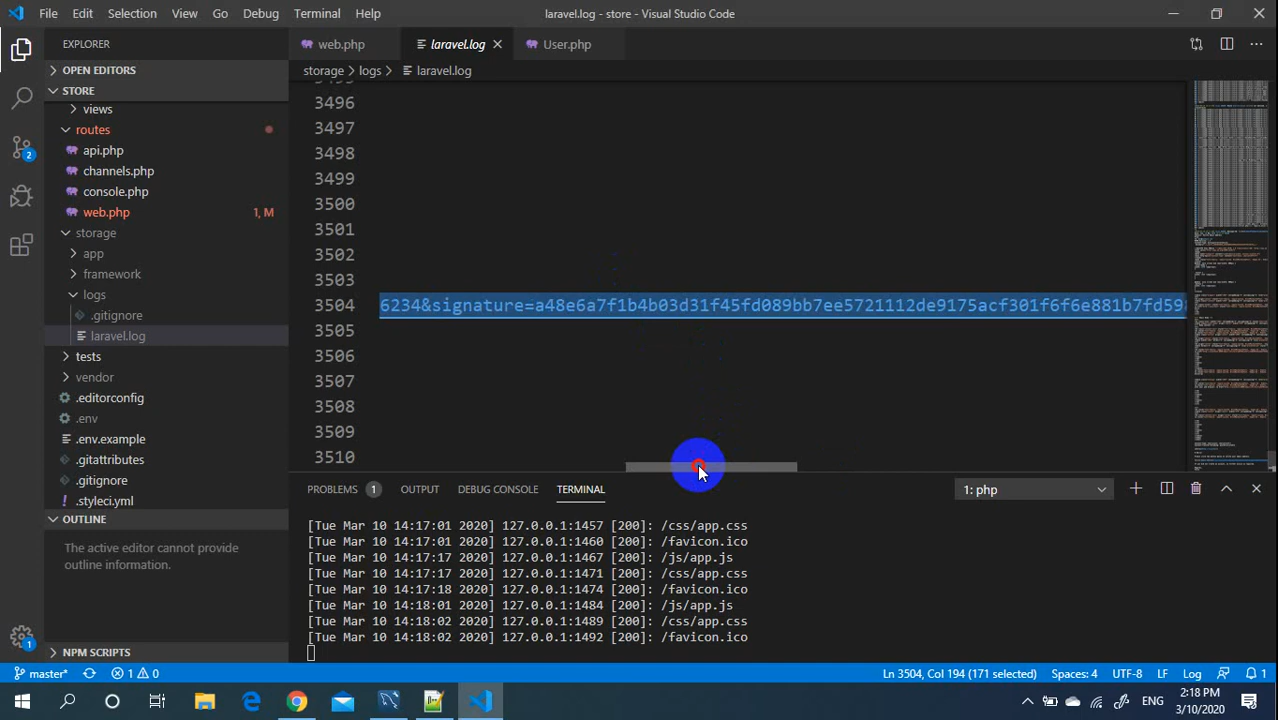 File Edit Selection View Go Debug Terminal Help
laravel.log - store - Visual Studio Code
EXPLORER
OPEN EDITORS
STORE
views
routes
api.php
channels.php
console.php
web.php 1, M
storage
app
framework
logs
.gitignore
laravel.log
tests
vendor
.editorconfig
.env
.env.example
.gitattributes
.gitignore
.styleci.yml
OUTLINE
The active editor cannot provide
outline information.
NPM SCRIPTS
2
1
web.php laravel.log User.php
storage > logs > laravel.log
3495
3496
3497
3498
3499
3500
3501
3502
3503
3504 6234&signature=a48e6a7f1b4b03d31f45fd089bb7ee5721112de9175acf301f6f6e881b7fd59
3505
3506
3507
3508
3509
3510
PROBLEMS 1 OUTPUT DEBUG CONSOLE TERMINAL 1: php
[Tue Mar 10 14:17:01 2020] 127.0.0.1:1457 [200]: /css/app.css
[Tue Mar 10 14:17:01 2020] 127.0.0.1:1460 [200]: /favicon.ico
[Tue Mar 10 14:17:17 2020] 127.0.0.1:1467 [200]: /js/app.js
[Tue Mar 10 14:17:17 2020] 127.0.0.1:1471 [200]: /css/app.css
[Tue Mar 10 14:17:18 2020] 127.0.0.1:1474 [200]: /favicon.ico
[Tue Mar 10 14:18:01 2020] 127.0.0.1:1484 [200]: /js/app.js
[Tue Mar 10 14:18:02 2020] 127.0.0.1:1489 [200]: /css/app.css
[Tue Mar 10 14:18:02 2020] 127.0.0.1:1492 [200]: /favicon.ico
master* 1 0 Ln 3504, Col 194 (171 selected) Spaces: 4 UTF-8 LF Log 1
ENG
2:18 PM
3/10/2020